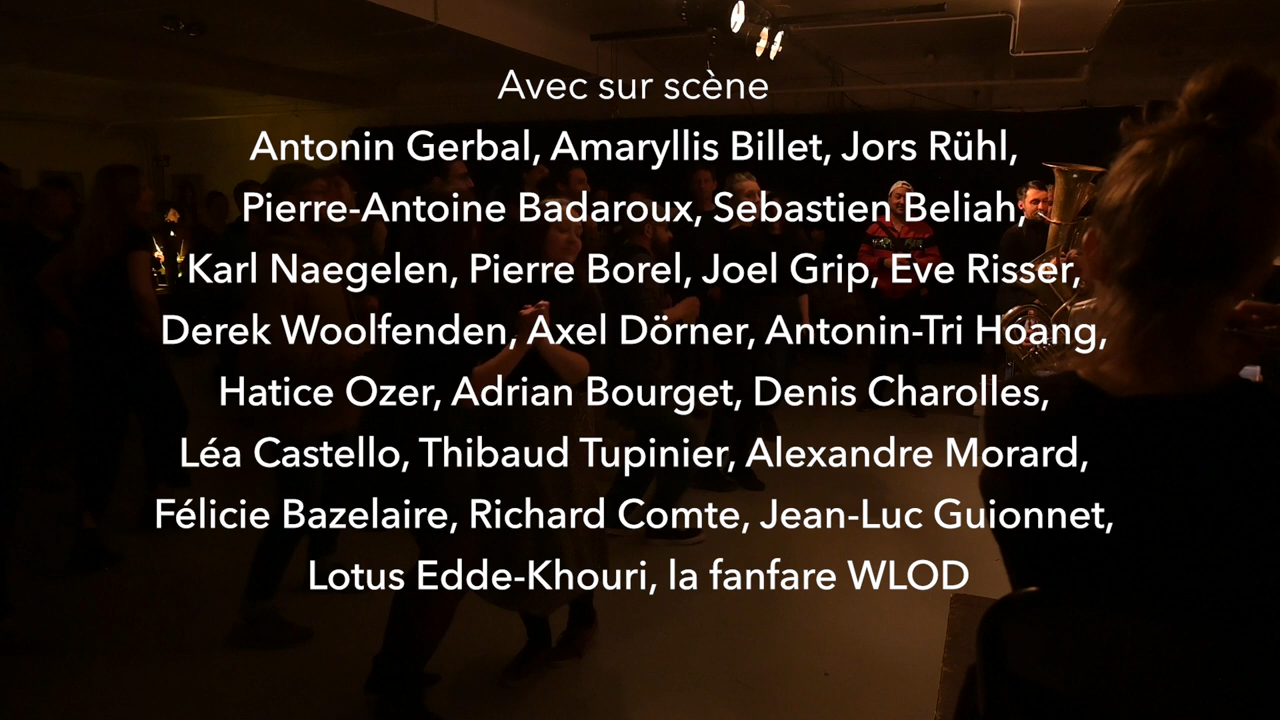 Avec sur scène
Antonin Gerbal, Amaryllis Billet, Jors Rühl,
Pierre-Antoine Badaroux, Sebastien Beliah,
Karl Naegelen, Pierre Borel, Joel Grip, Eve Risser,
Derek Woolfenden, Axel Dörner, Antonin-Tri Hoang,
Hatice Ozer, Adrian Bourget, Denis Charolles,
Léa Castello, Thibaud Tupinier, Alexandre Morard,
Félicie Bazelaire, Richard Comte, Jean-Luc Guionnet,
Lotus Edde-Khouri, la fanfare WLOD